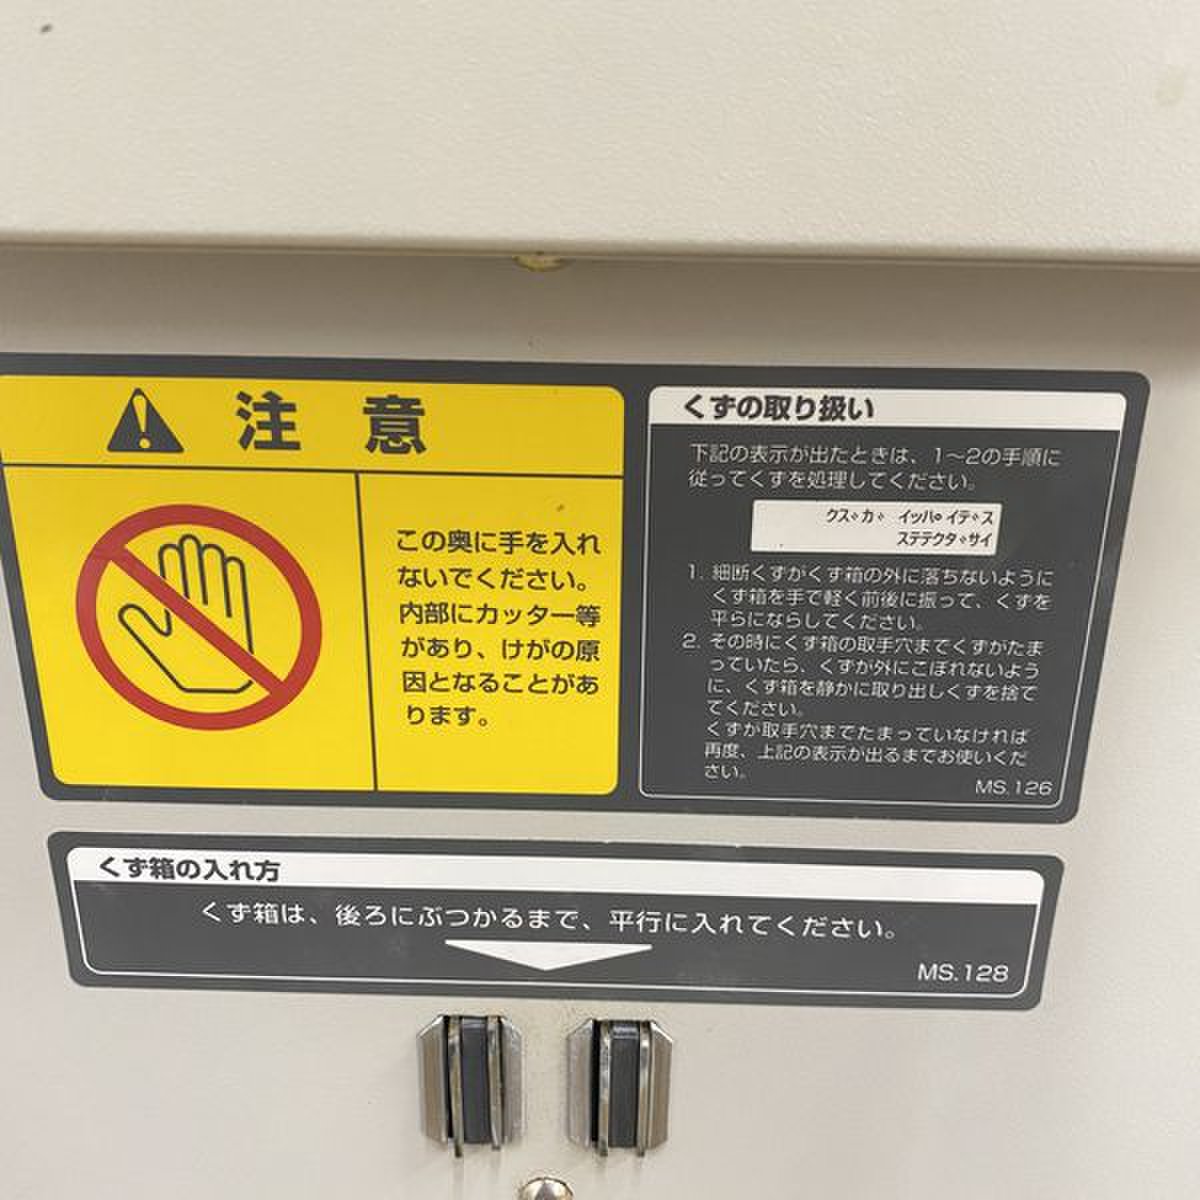 注意
この奥に手を入れ
ないでください。
内部にカッター等
があり、けがの原
因となることがあ
ります。
くずの取り扱い
下記の表示が出たときは、1〜2の手順に
従ってくずを処理してください。
クス゛カ゛ イッハ゜イテ゛ス
ステテクタ゛サイ
1. 細断くずがくず箱の外に落ちないように
くず箱を手で軽く前後に振って、くずを
平らにならしてください。
2. その時にくず箱の取手穴までくずがたま
っていたら、くずが外にこぼれないよう
に、くず箱を静かに取り出しくずを捨て
てください。
くずが取手穴までたまっていなければ
再度、上記の表示が出るまでお使いくだ
さい。
MS.126
くず箱の入れ方
くず箱は、後ろにぶつかるまで、平行に入れてください。
MS.128